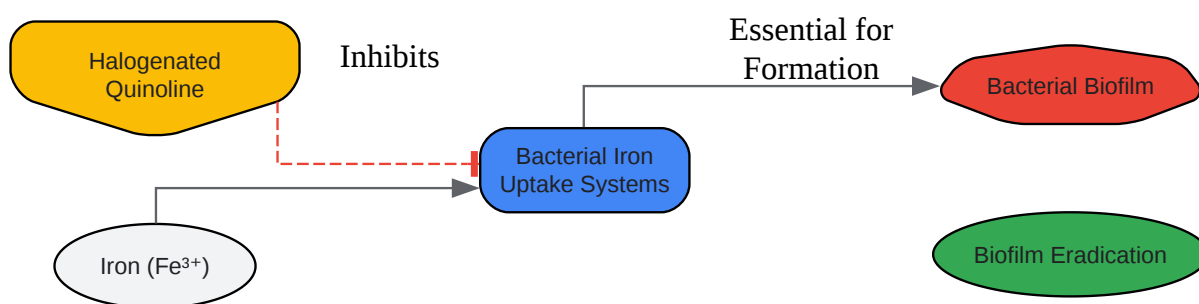 Halogenated
Quinoline
Inhibits
Essential for
Formation
Bacterial Biofilm
Bacterial Iron
Uptake Systems
Iron (Fe³⁺)
Biofilm Eradication